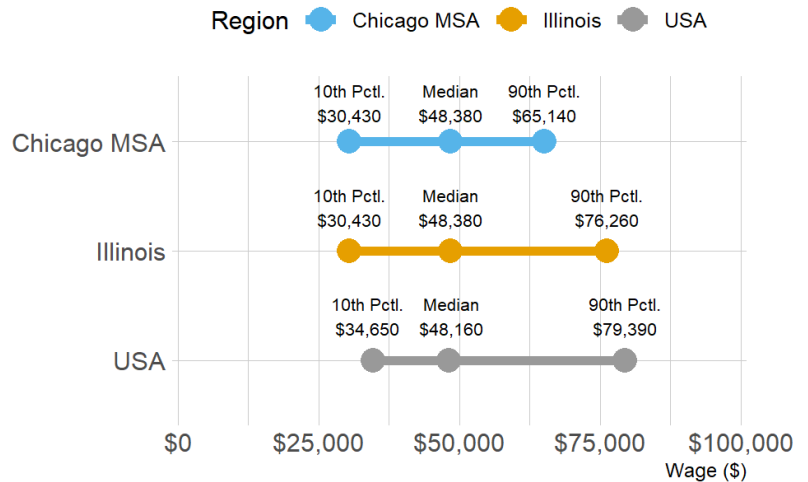 Region Chicago MSA Illinois USA
10th Pctl. Median 90th Pctl.
$30,430 $48,380 $65,140
Chicago MSA
10th Pctl. Median 90th Pctl.
$30,430 $48,380 $76,260
Illinois
10th Pctl. Median 90th Pctl.
$34,650 $48,160 $79,390
USA
$0 $25,000 $50,000 $75,000 $100,000
Wage ($)